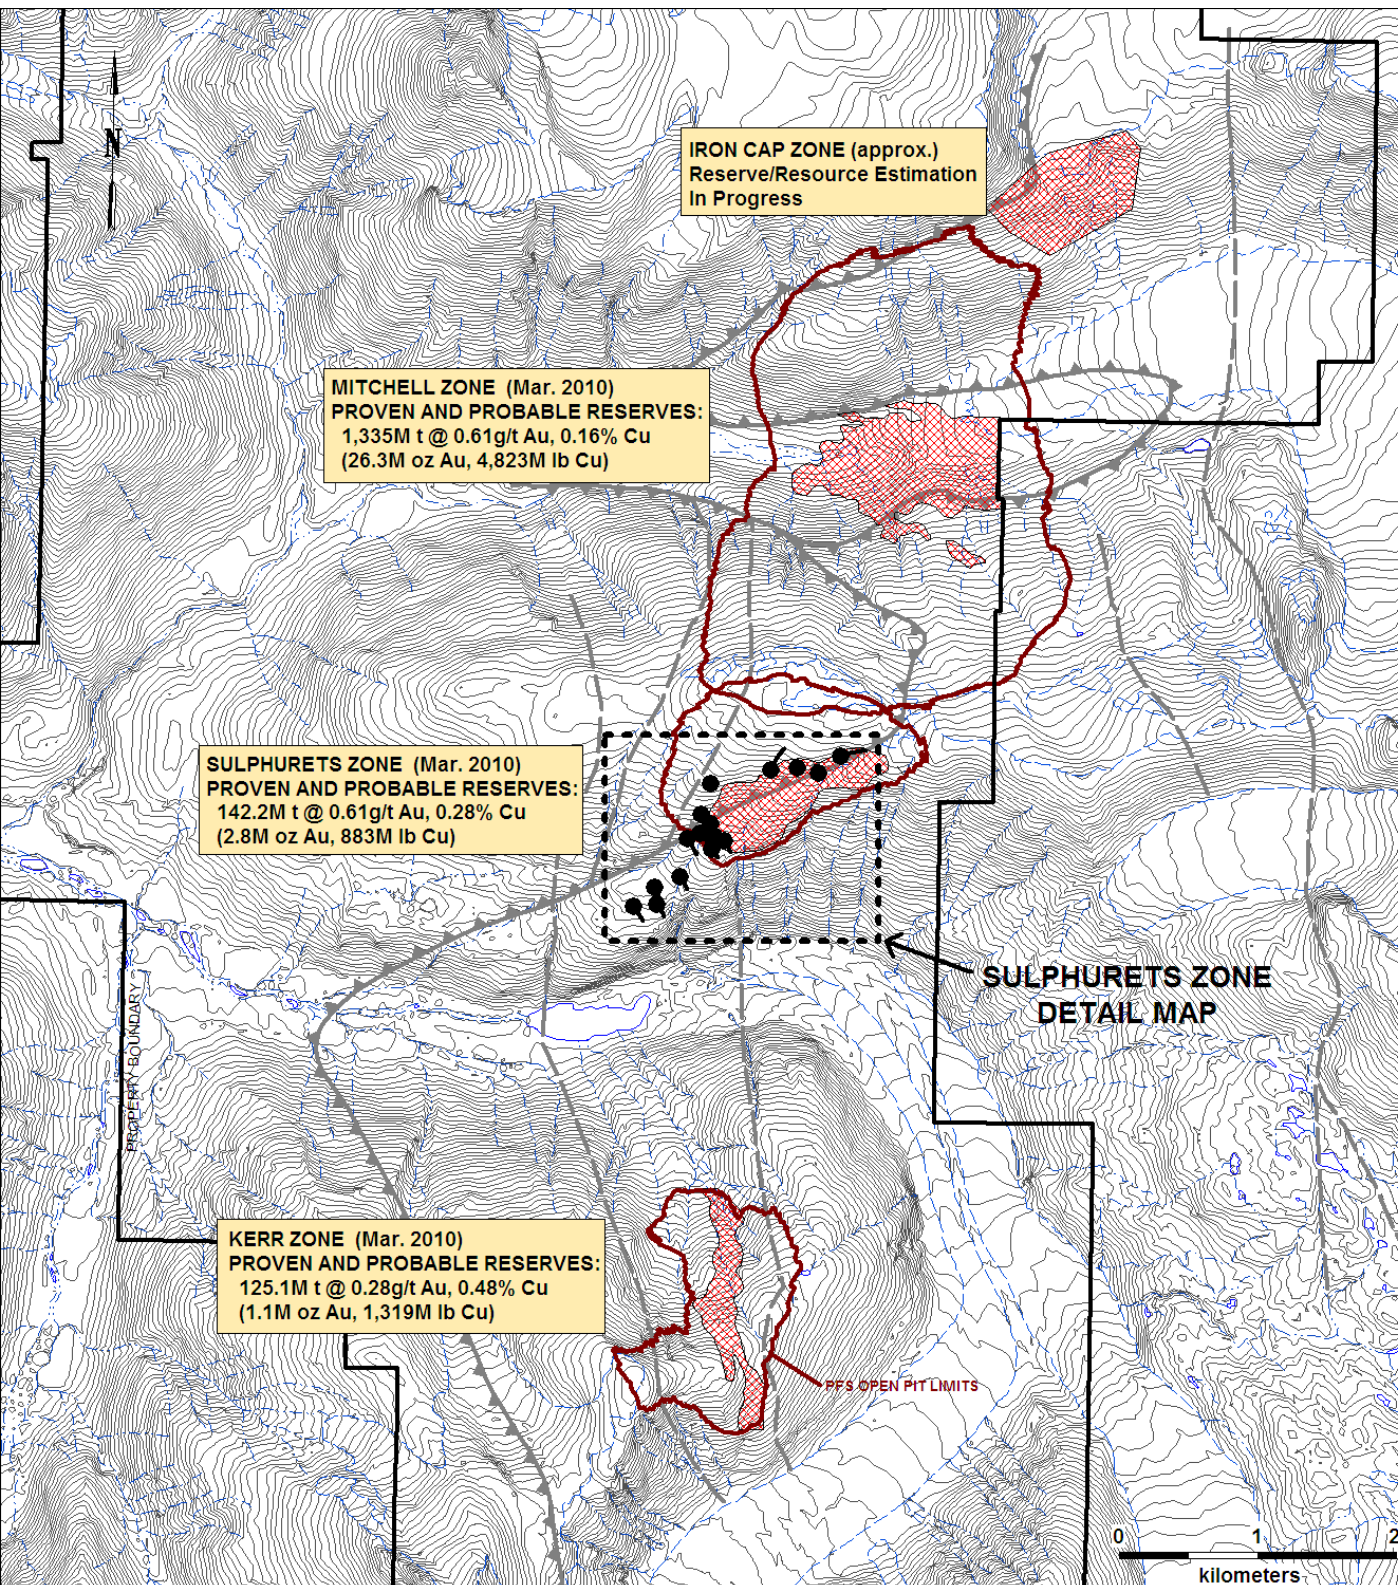 N
IRON CAP ZONE (approx.)
Reserve/Resource Estimation
In Progress
MITCHELL ZONE (Mar. 2010)
PROVEN AND PROBABLE RESERVES:
1,335M t @ 0.61g/t Au, 0.16% Cu
(26.3M oz Au, 4,823M lb Cu)
SULPHURETS ZONE (Mar. 2010)
PROVEN AND PROBABLE RESERVES:
142.2M t @ 0.61g/t Au, 0.28% Cu
(2.8M oz Au, 883M lb Cu)
SULPHURETS ZONE
DETAIL MAP
PROPERTY BOUNDARY
KERR ZONE (Mar. 2010)
PROVEN AND PROBABLE RESERVES:
125.1M t @ 0.28g/t Au, 0.48% Cu
(1.1M oz Au, 1,319M lb Cu)
PFS OPEN PIT LIMITS
0 1 2
kilometers